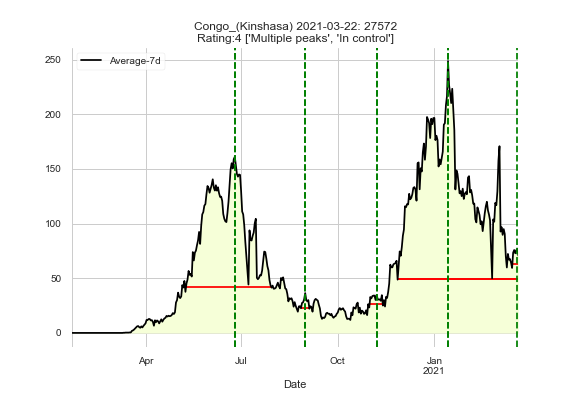 Congo_(Kinshasa) 2021-03-22: 27572
Rating:4 ['Multiple peaks', 'In control']
Average-7d
250
200
150
100
50
0
Apr
Jul
Oct
Jan
2021
Date